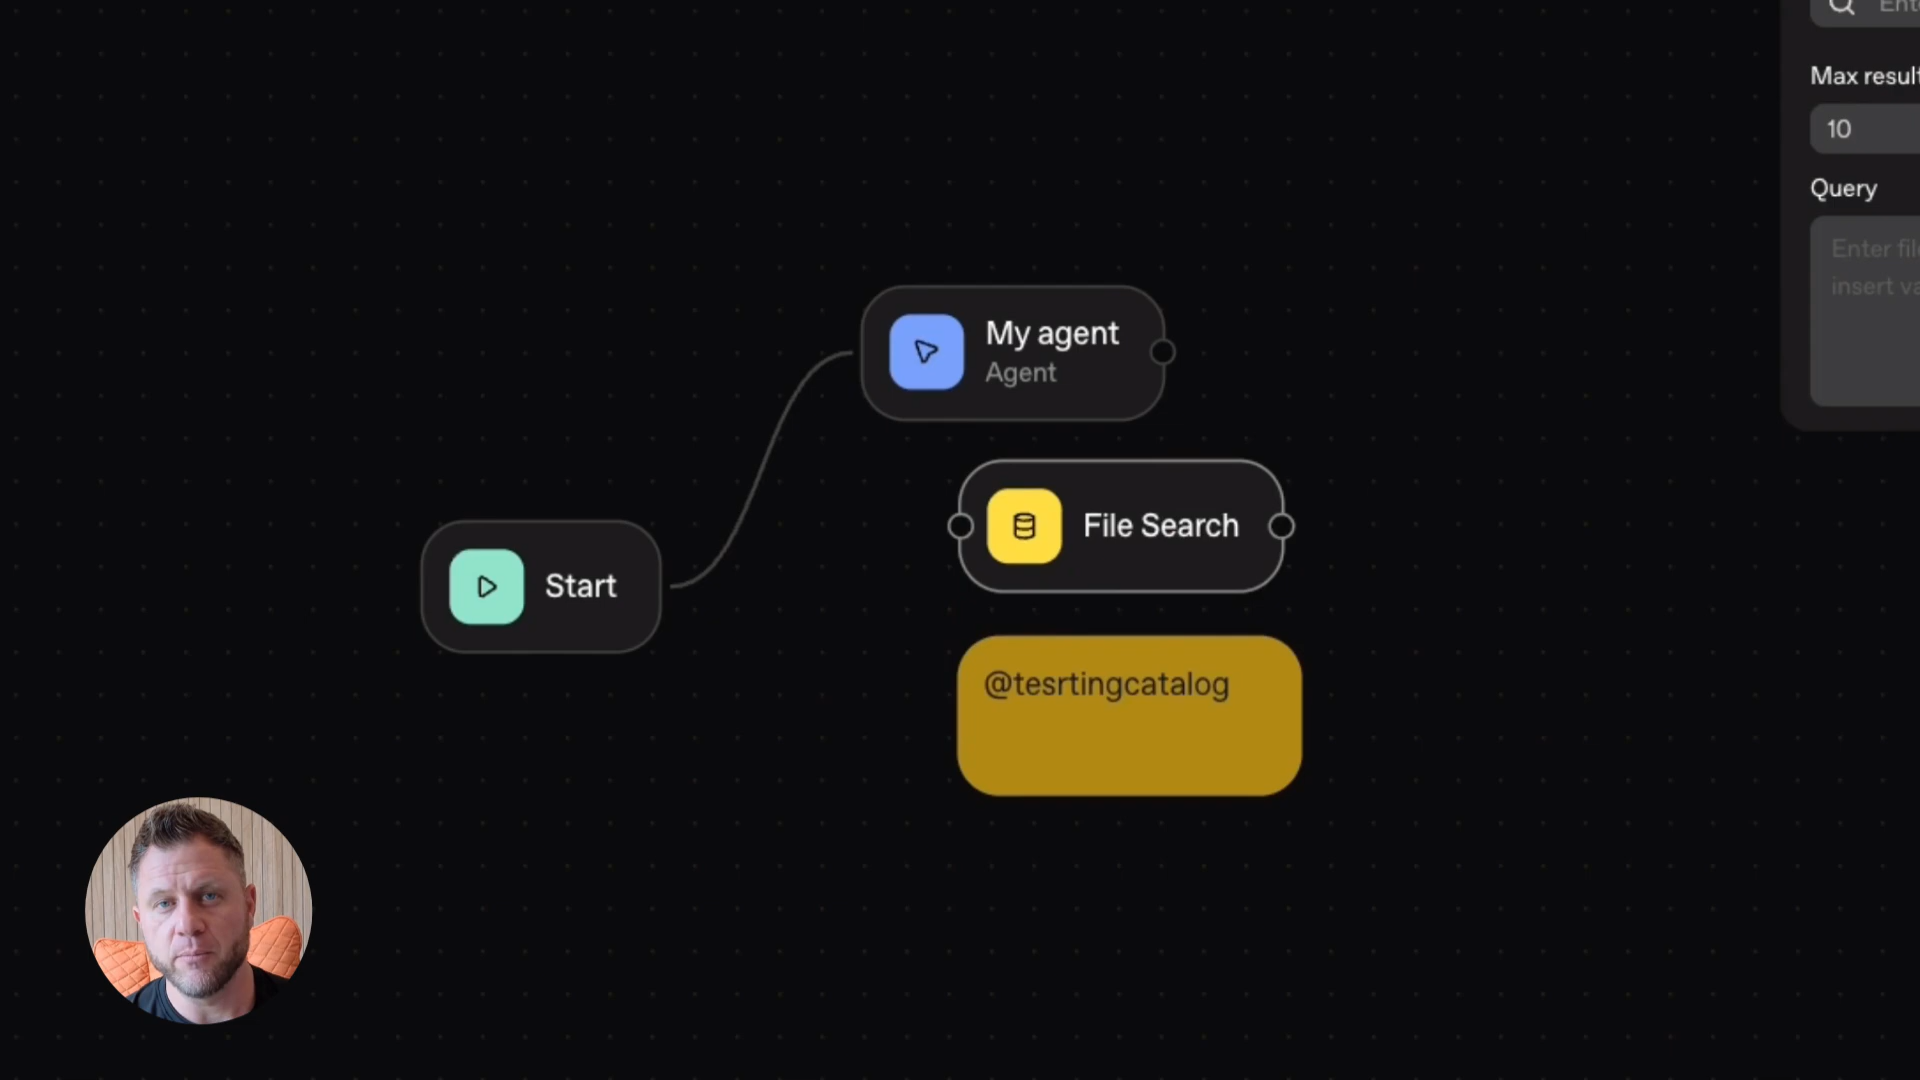 Max result
10
Query
My agent
Agent
File Search
Start
@tesrtingcatalog